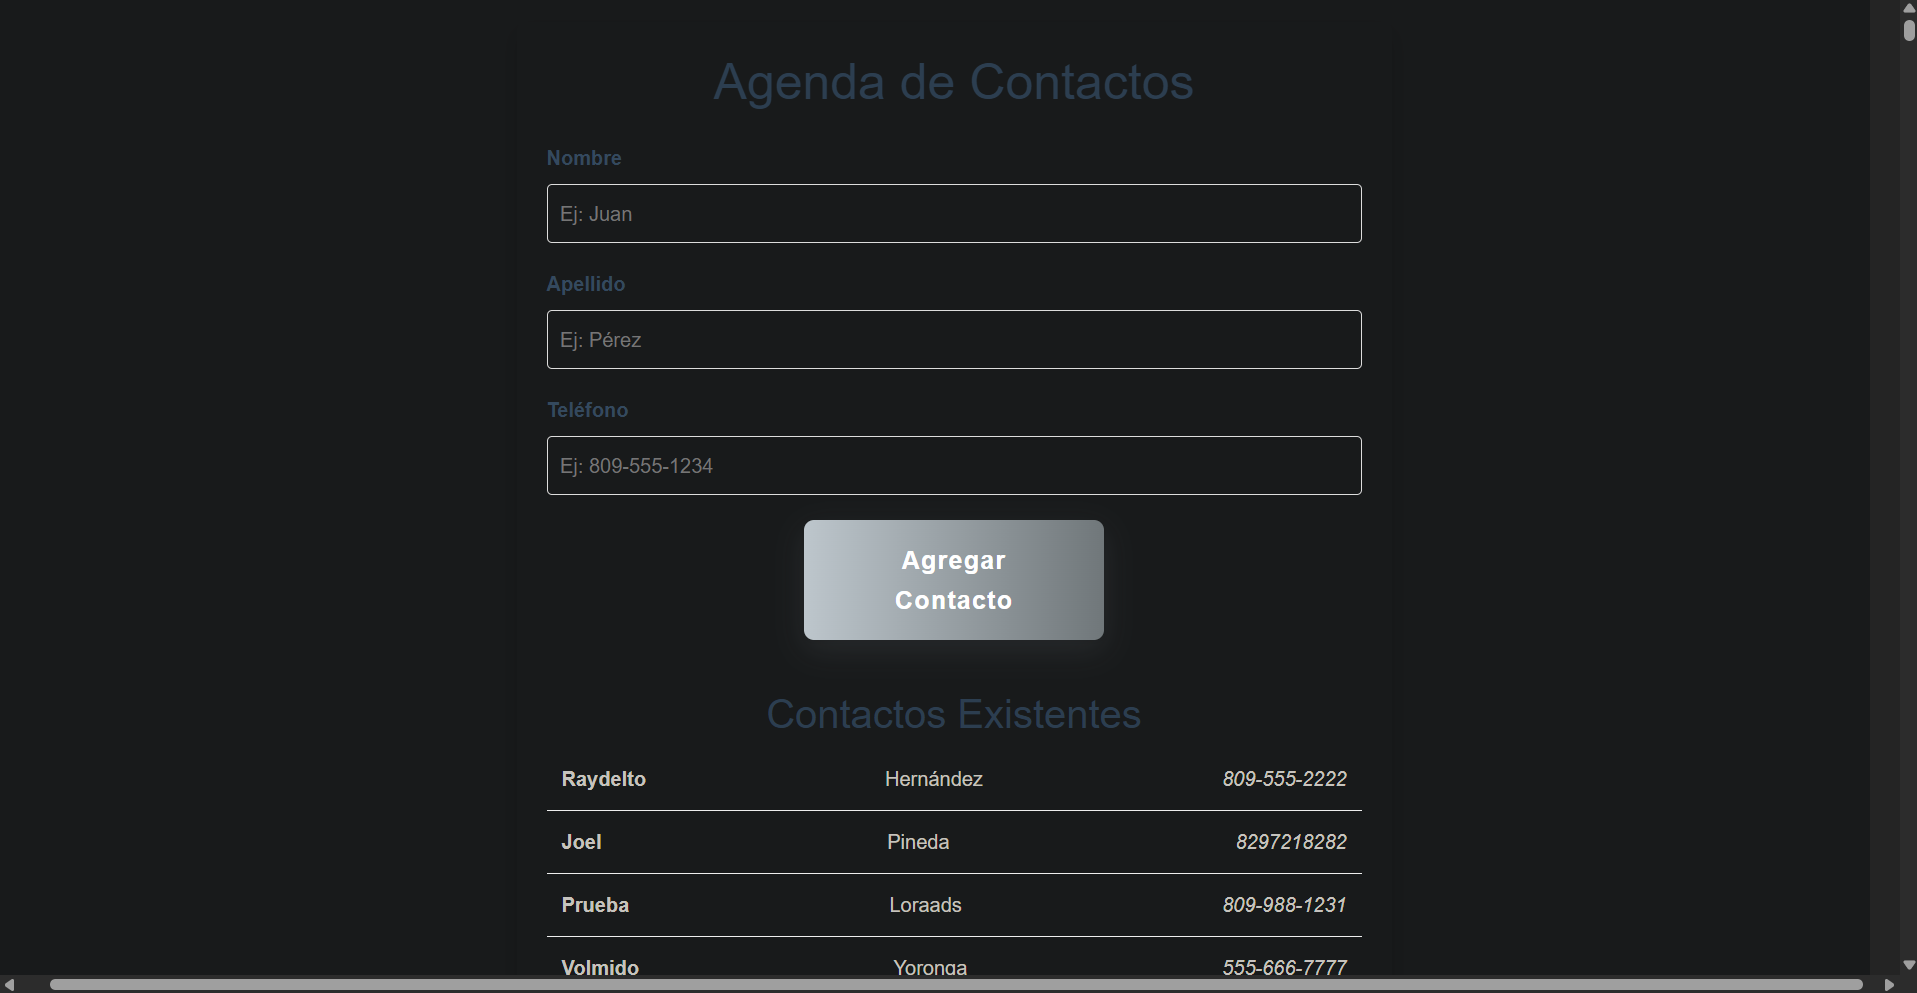 Agenda de Contactos
Nombre
Ej: Juan
Apellido
Ej: Pérez
Teléfono
Ej: 809-555-1234
Agregar
Contacto
Contactos Existentes
Raydelto Hernández 809-555-2222
Joel Pineda 8297218282
Prueba Loraads 809-988-1231
Volmido Yoronga 555-666-7777